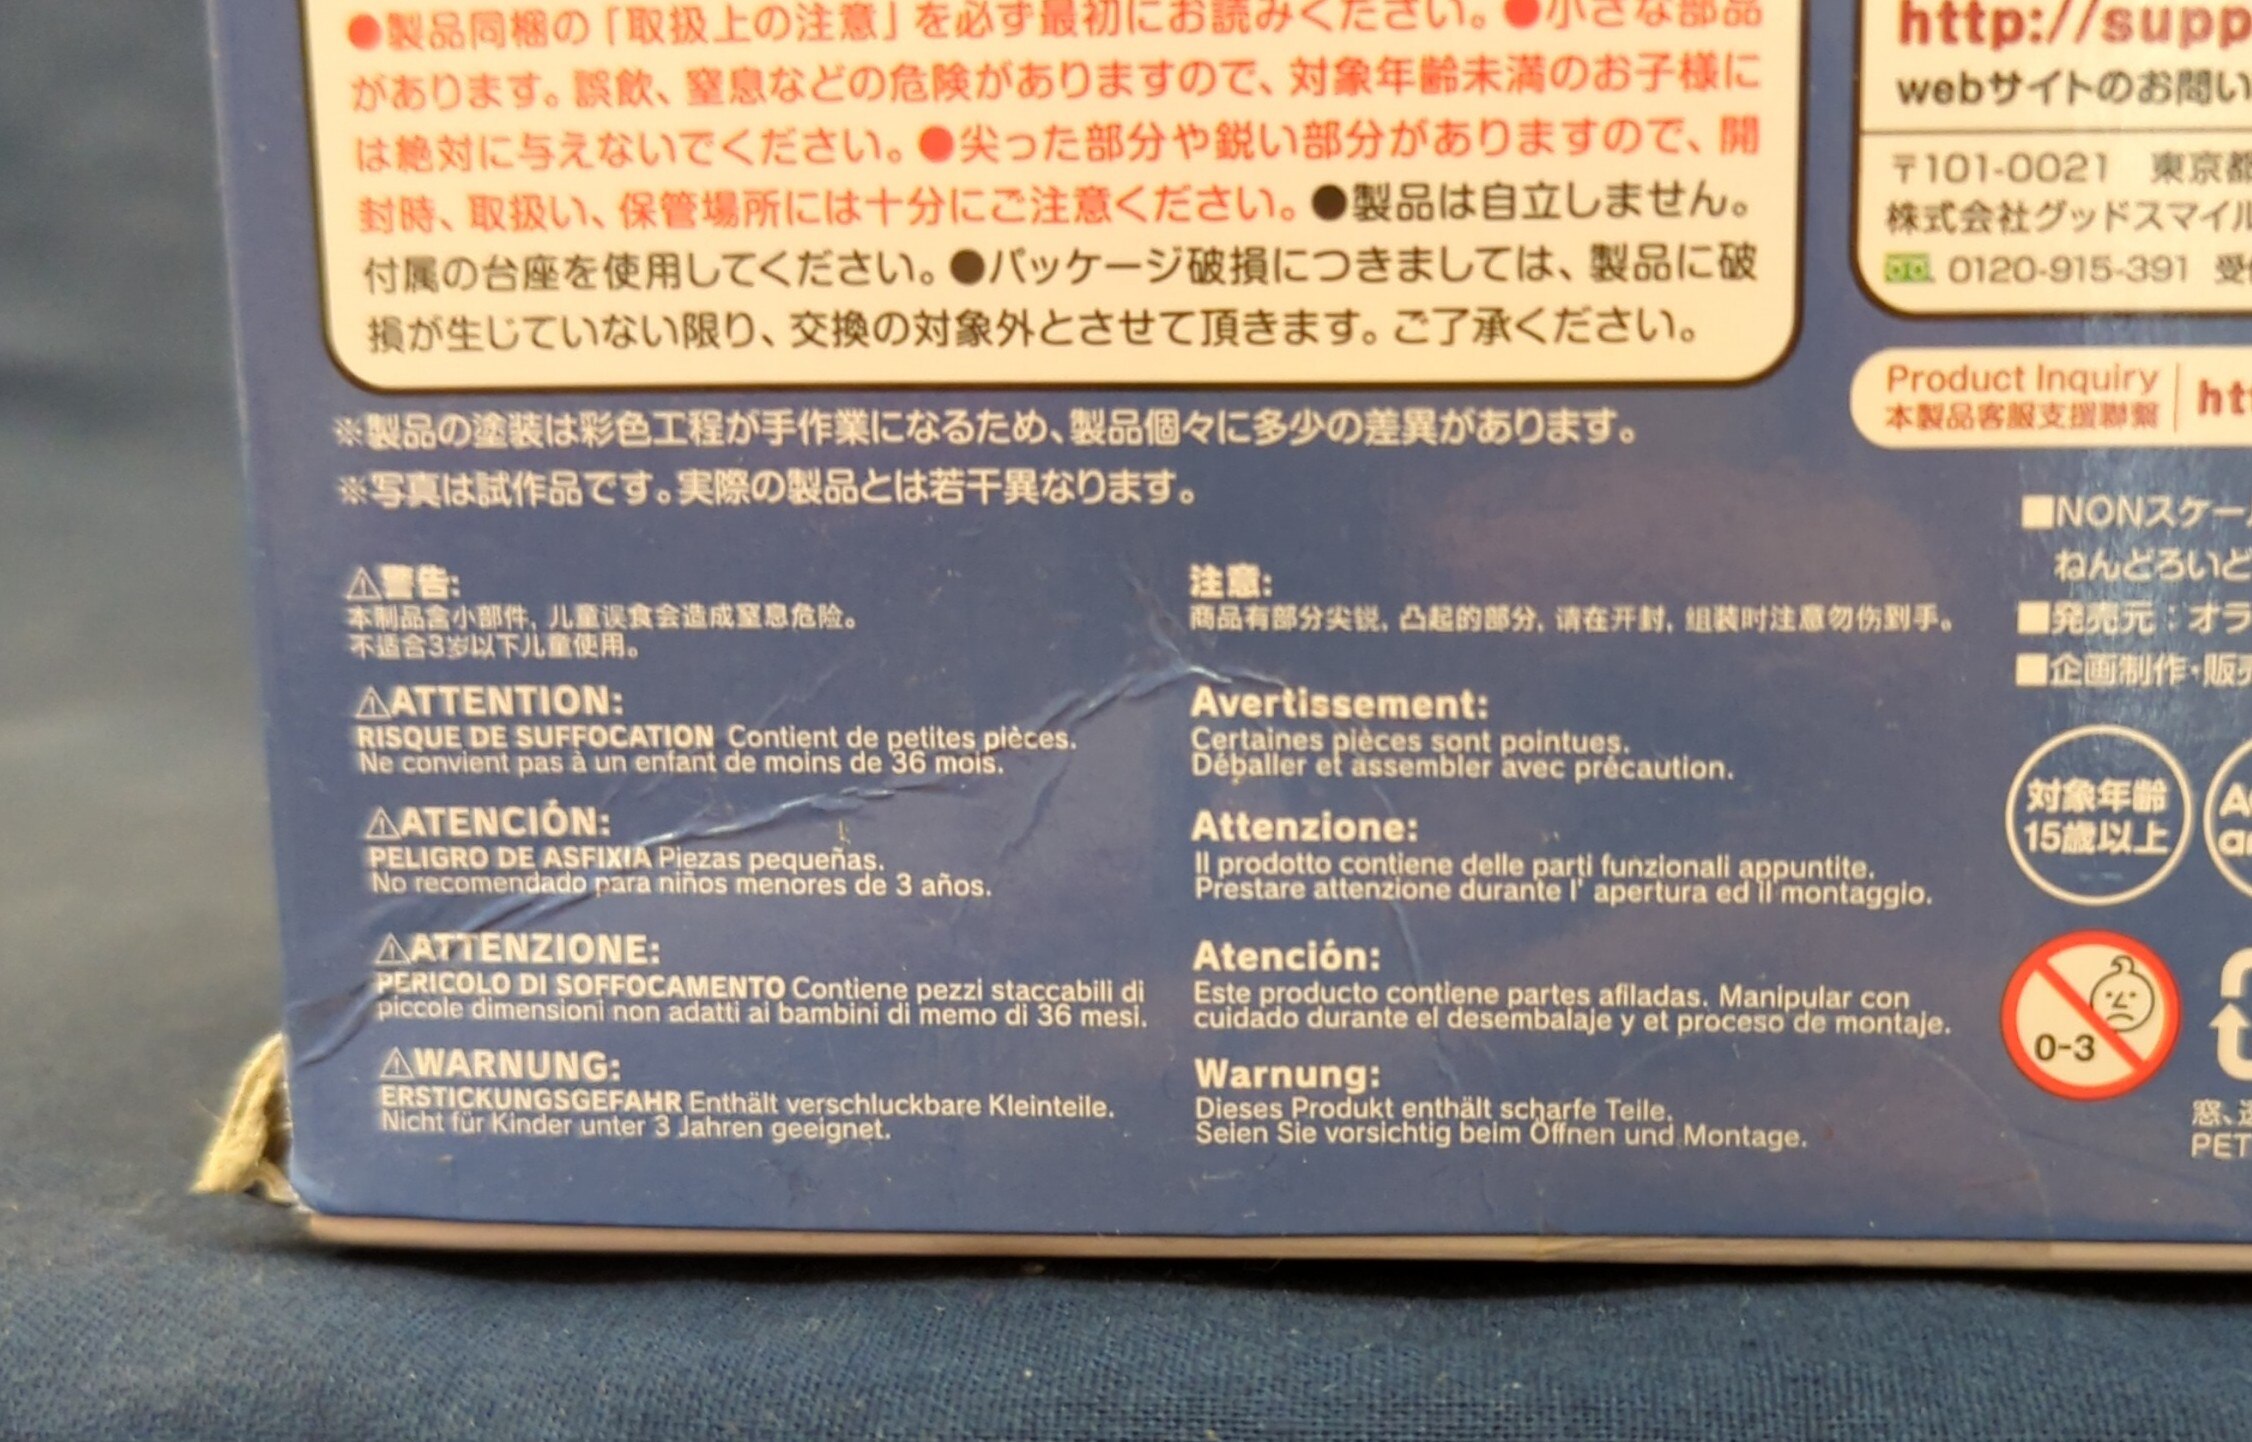 ●製品同梱の「取扱上の注意」を必ず最初にお読みください。●小さな部品
があります。誤飲、窒息などの危険がありますので、対象年齢未満のお子様に
は絶対に与えないでください。●尖った部分や鋭い部分がありますので、開
封時、取扱い、保管場所には十分にご注意ください。●製品は自立しません。
付属の台座を使用してください。●パッケージ破損につきましては、製品に破
損が生じていない限り、交換の対象外とさせて頂きます。ご了承ください。
※製品の塗装は彩色工程が手作業になるため、製品個々に多少の差異があります。
※写真は試作品です。実際の製品とは若干異なります。
⚠警告:
本制品含小部件, 儿童误食会造成窒息危险。
不适合3岁以下儿童使用。
⚠ATTENTION:
RISQUE DE SUFFOCATION Contient de petites pièces.
Ne convient pas à un enfant de moins de 36 mois.
⚠ATENCIÓN:
PELIGRO DE ASFIXIA Piezas pequeñas.
No recomendado para niños menores de 3 años.
⚠ATTENZIONE:
PERICOLO DI SOFFOCAMENTO Contiene pezzi staccabili di
piccole dimensioni non adatti ai bambini di memo di 36 mesi.
⚠WARNUNG:
ERSTICKUNGSGEFAHR Enthält verschluckbare Kleinteile.
Nicht für Kinder unter 3 Jahren geeignet.
注意:
商品有部分尖锐, 凸起的部分, 请在开封, 组装时注意勿伤到手。
Avertissement:
Certaines pièces sont pointues.
Déballer et assembler avec précaution.
Attenzione:
Il prodotto contiene delle parti funzionali appuntite.
Prestare attenzione durante l' apertura ed il montaggio.
Atención:
Este producto contiene partes afiladas. Manipular con
cuidado durante el desembalaje y et proceso de montaje.
Warnung:
Dieses Produkt enthält scharfe Teile.
Seien Sie vorsichtig beim Öffnen und Montage.
http://supp
webサイトのお問い
〒101-0021 東京都
株式会社グッドスマイル
0120-915-391 受
Product Inquiry
本製品客服支援聯繫
htt
■NONスケール
ねんどろいど
■発売元：オラ
■企画制作・販売
対象年齢
15歳以上
0-3
窓、
PET